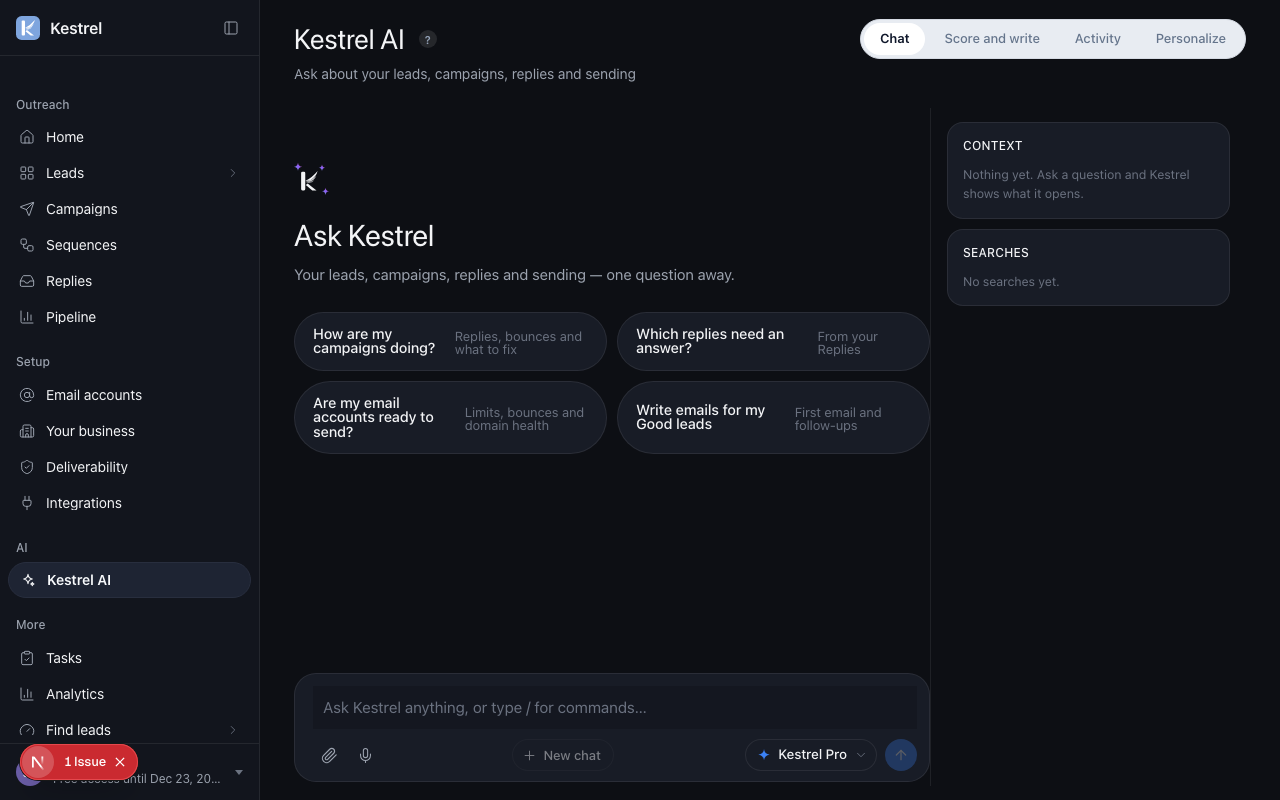 Kestrel
Outreach
Home
Leads
Campaigns
Sequences
Replies
Pipeline
Setup
Email accounts
Your business
Deliverability
Integrations
AI
Kestrel AI
More
Tasks
Analytics
Find leads
N 1 Issue
Free access until Dec 23, 20...
Kestrel AI ?
Ask about your leads, campaigns, replies and sending
Chat Score and write Activity Personalize
Ask Kestrel
Your leads, campaigns, replies and sending — one question away.
How are my
campaigns doing?
Replies, bounces and
what to fix
Which replies need an
answer?
From your
Replies
Are my email
accounts ready to
send?
Limits, bounces and
domain health
Write emails for my
Good leads
First email and
follow-ups
Ask Kestrel anything, or type / for commands...
New chat
Kestrel Pro
CONTEXT
Nothing yet. Ask a question and Kestrel
shows what it opens.
SEARCHES
No searches yet.